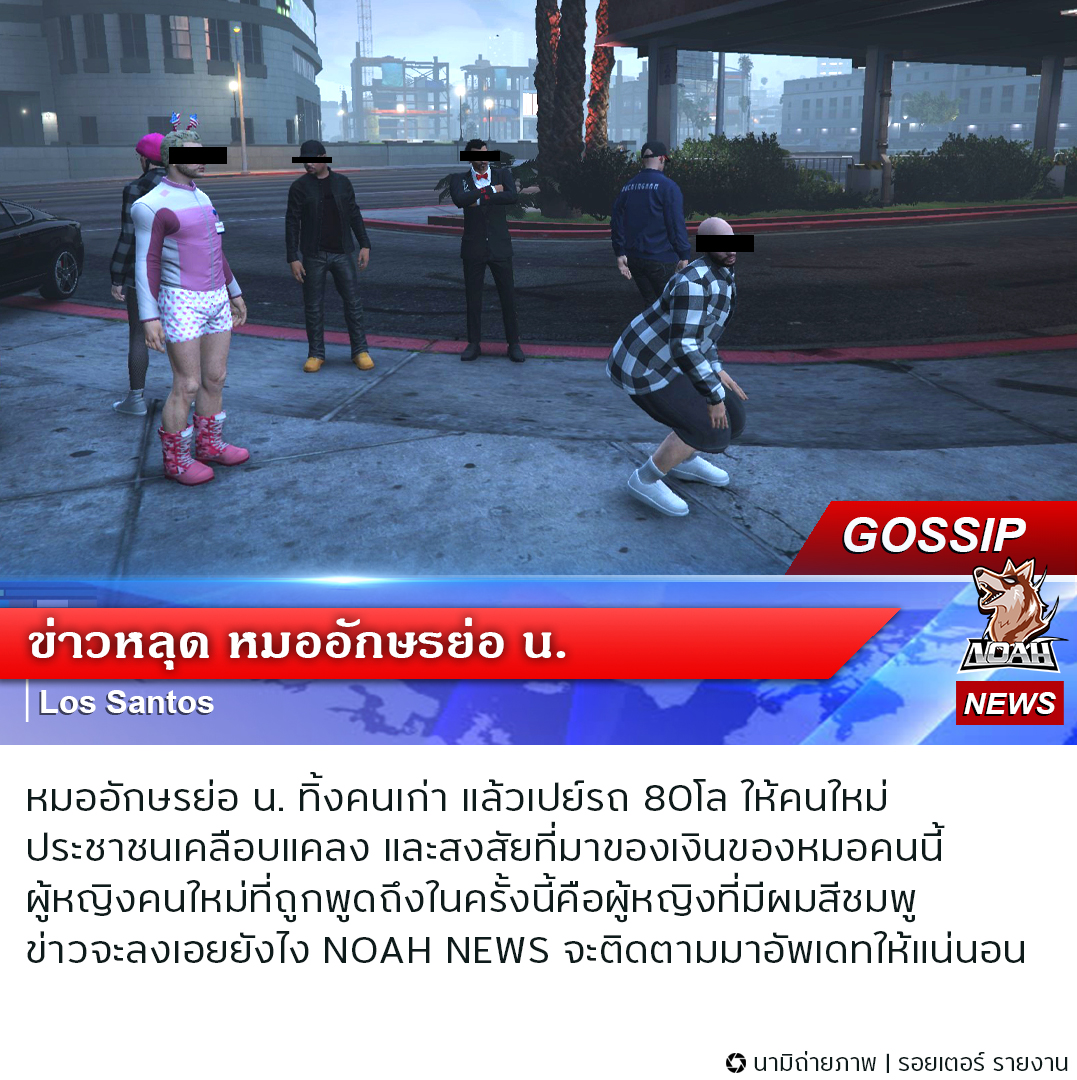 BUCKINGHAM
GOSSIP
ข่าวหลุด หมออักษรย่อ น.
Los Santos
NOAH
NEWS
หมออักษรย่อ น. ทิ้งคนเก่า แล้วเปย์รถ 80โล ให้คนใหม่
ประชาชนเคลือบแคลง และสงสัยที่มาของเงินของหมอคนนี้
ผู้หญิงคนใหม่ที่ถูกพูดถึงในครั้งนี้คือผู้หญิงที่มีผมสีชมพู
ข่าวจะลงเอยยังไง NOAH NEWS จะติดตามมาอัพเดทให้แน่นอน
นามิถ่ายภาพ | รอยเตอร์ รายงาน